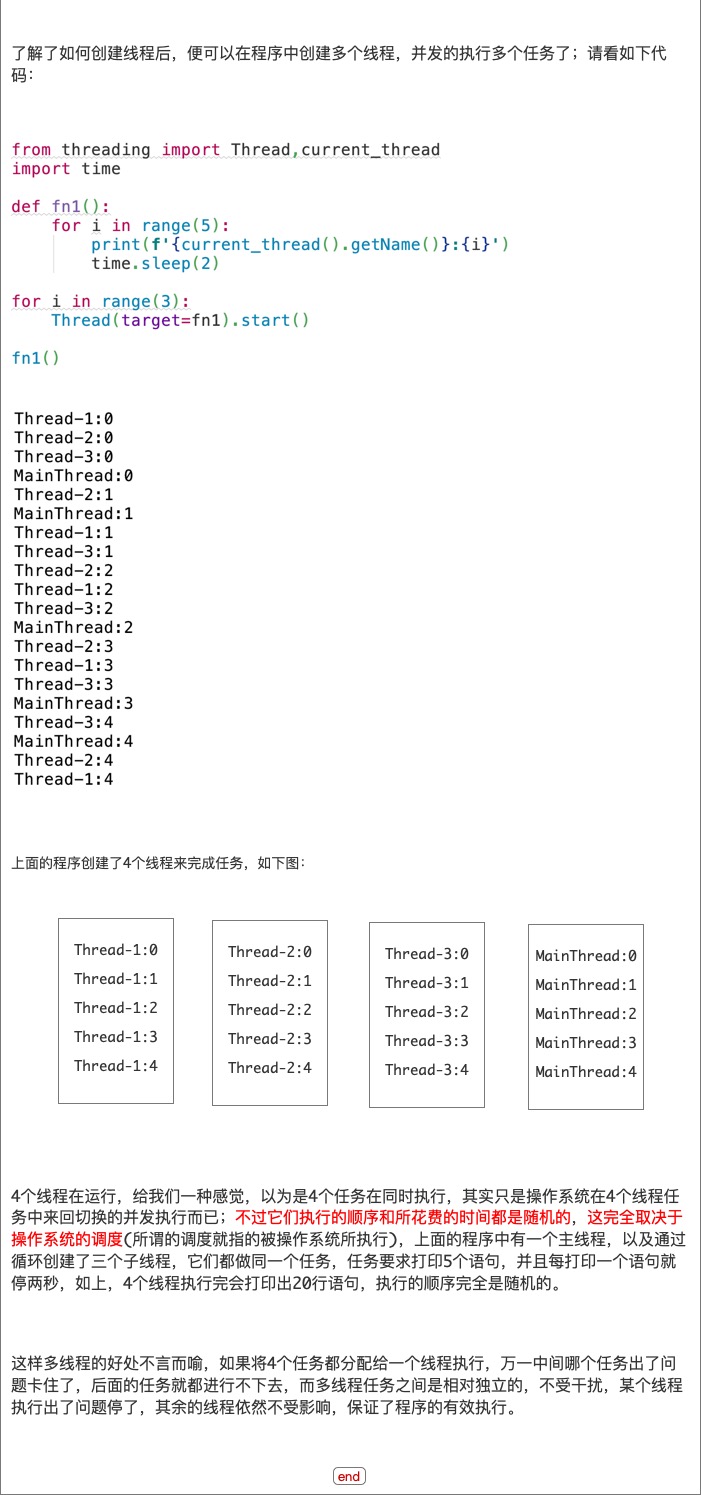 了解了如何创建线程后，便可以在程序中创建多个线程，并发的执行多个任务了；请看如下代
码：
from threading import Thread,current_thread
import time
def fn1():
    for i in range(5):
        print(f'{current_thread().getName()}:{i}')
        time.sleep(2)
for i in range(3):
    Thread(target=fn1).start()
fn1()
Thread-1:0
Thread-2:0
Thread-3:0
MainThread:0
Thread-2:1
MainThread:1
Thread-1:1
Thread-3:1
Thread-2:2
Thread-1:2
Thread-3:2
MainThread:2
Thread-2:3
Thread-1:3
Thread-3:3
MainThread:3
Thread-3:4
MainThread:4
Thread-2:4
Thread-1:4
上面的程序创建了4个线程来完成任务，如下图：
Thread-1:0
Thread-1:1
Thread-1:2
Thread-1:3
Thread-1:4
Thread-2:0
Thread-2:1
Thread-2:2
Thread-2:3
Thread-2:4
Thread-3:0
Thread-3:1
Thread-3:2
Thread-3:3
Thread-3:4
MainThread:0
MainThread:1
MainThread:2
MainThread:3
MainThread:4
4个线程在运行，给我们一种感觉，以为是4个任务在同时执行，其实只是操作系统在4个线程任
务中来回切换的并发执行而已；不过它们执行的顺序和所花费的时间都是随机的，这完全取决于
操作系统的调度(所谓的调度就指的被操作系统所执行)，上面的程序中有一个主线程，以及通过
循环创建了三个子线程，它们都做同一个任务，任务要求打印5个语句，并且每打印一个语句就
停两秒，如上，4个线程执行完会打印出20行语句，执行的顺序完全是随机的。
这样多线程的好处不言而喻，如果将4个任务都分配给一个线程执行，万一中间哪个任务出了问
题卡住了，后面的任务就都进行不下去，而多线程任务之间是相对独立的，不受干扰，某个线程
执行出了问题停了，其余的线程依然不受影响，保证了程序的有效执行。
end